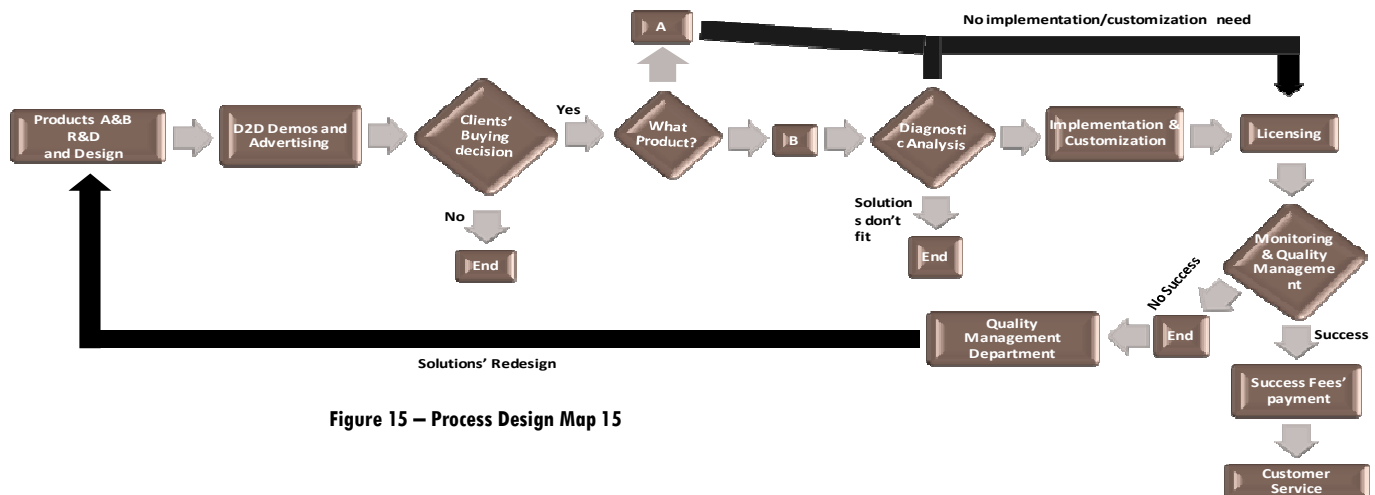 No implementation/customization need
A
Products A&B
R&D
and Design
D2D Demos and
Advertising
Clients'
Buying
decision
Yes
What
Product?
B
Diagnosti
c Analysis
Implementation &
Customization
Licensing
No
End
Solution
s don't
fit
End
Monitoring
& Quality
Manageme
nt
No Success
End
Quality
Management
Department
Success
Solutions' Redesign
Success Fees'
payment
Figure 15 – Process Design Map 15
Customer
Service